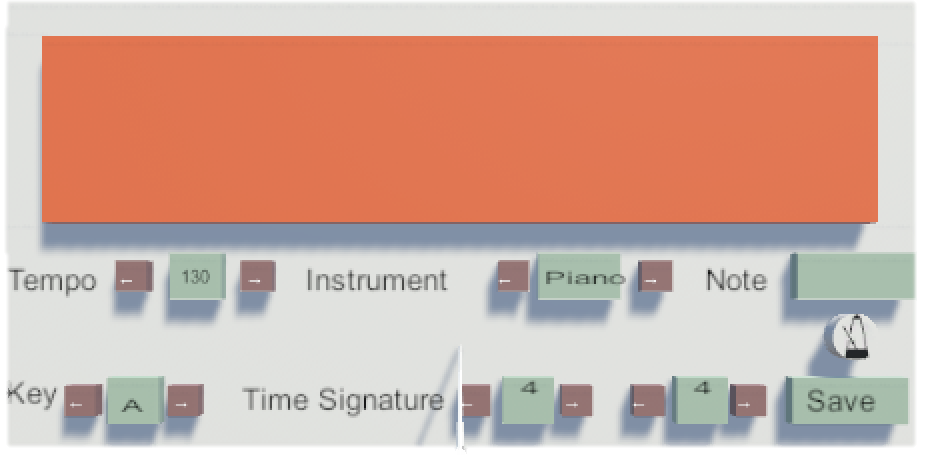 Tempo ← 130 → Instrument ← Piano → Note
Key ← A → Time Signature ← 4 → ← 4 → Save